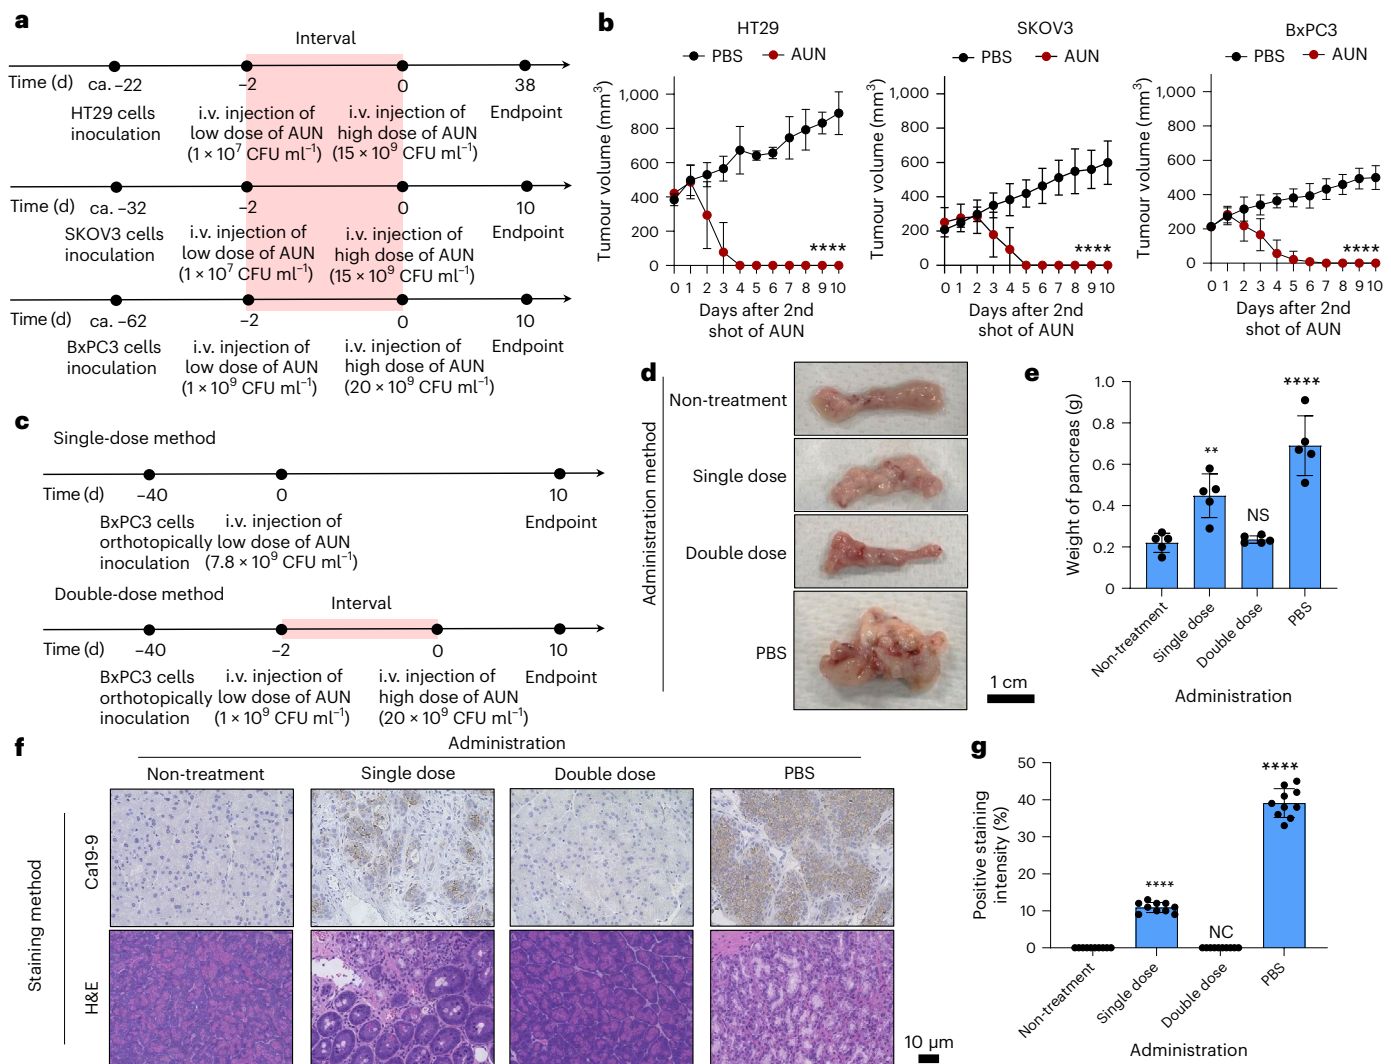 a
Interval
Time (d) ca. –22 –2 0 38
HT29 cells
inoculation
i.v. injection of
low dose of AUN
(1 × 10⁷ CFU ml⁻¹)
i.v. injection of
high dose of AUN
(15 × 10⁹ CFU ml⁻¹)
Endpoint
Time (d) ca. –32 –2 0 10
SKOV3 cells
inoculation
i.v. injection of
low dose of AUN
(1 × 10⁷ CFU ml⁻¹)
i.v. injection of
high dose of AUN
(15 × 10⁹ CFU ml⁻¹)
Endpoint
Time (d) ca. –62 –2 0 10
BxPC3 cells
inoculation
i.v. injection of
low dose of AUN
(1 × 10⁹ CFU ml⁻¹)
i.v. injection of
high dose of AUN
(20 × 10⁹ CFU ml⁻¹)
Endpoint
b
HT29
PBS AUN
Tumour volume (mm³)
1,000
800
600
400
200
0
****
0 1 2 3 4 5 6 7 8 9 10
Days after 2nd
shot of AUN
SKOV3
PBS AUN
Tumour volume (mm³)
1,000
800
600
400
200
0
****
0 1 2 3 4 5 6 7 8 9 10
Days after 2nd
shot of AUN
BxPC3
PBS AUN
Tumour volume (mm³)
1,000
800
600
400
200
0
****
0 1 2 3 4 5 6 7 8 9 10
Days after 2nd
shot of AUN
c
Single-dose method
Time (d) –40 0 10
BxPC3 cells
orthotopically
inoculation
i.v. injection of
low dose of AUN
(7.8 × 10⁹ CFU ml⁻¹)
Endpoint
Double-dose method
Interval
Time (d) –40 –2 0 10
BxPC3 cells
orthotopically
inoculation
i.v. injection of
low dose of AUN
(1 × 10⁹ CFU ml⁻¹)
i.v. injection of
high dose of AUN
(20 × 10⁹ CFU ml⁻¹)
Endpoint
d
Administration method
Non-treatment
Single dose
Double dose
PBS
1 cm
e
Weight of pancreas (g)
1.0
0.8
0.6
0.4
0.2
0
**
NS
****
Non-treatment
Single dose
Double dose
PBS
Administration
f
Administration
Non-treatment Single dose Double dose PBS
Staining method
Ca19-9
H&E
10 µm
g
Positive staining
intensity (%)
50
40
30
20
10
0
****
NC
****
Non-treatment
Single dose
Double dose
PBS
Administration